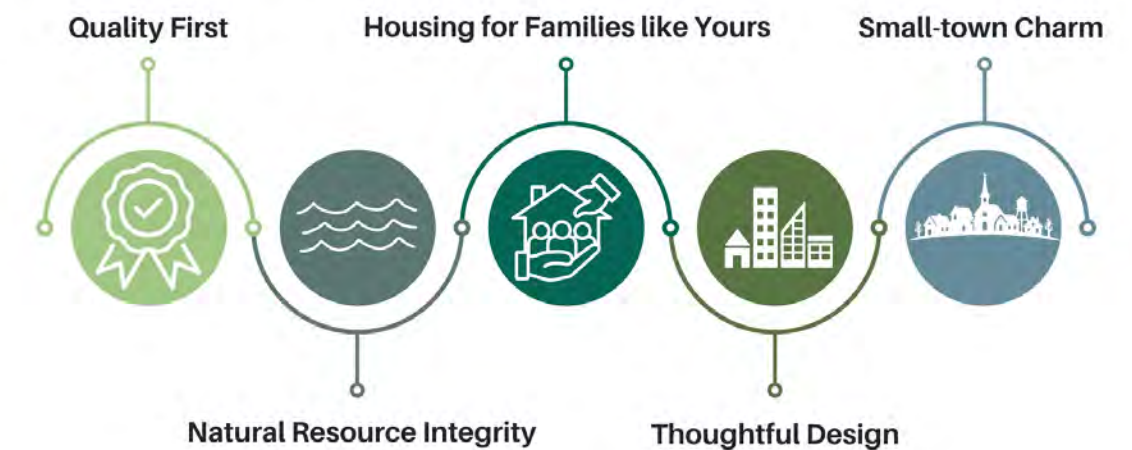 Quality First
Housing for Families like Yours
Small-town Charm
Natural Resource Integrity
Thoughtful Design